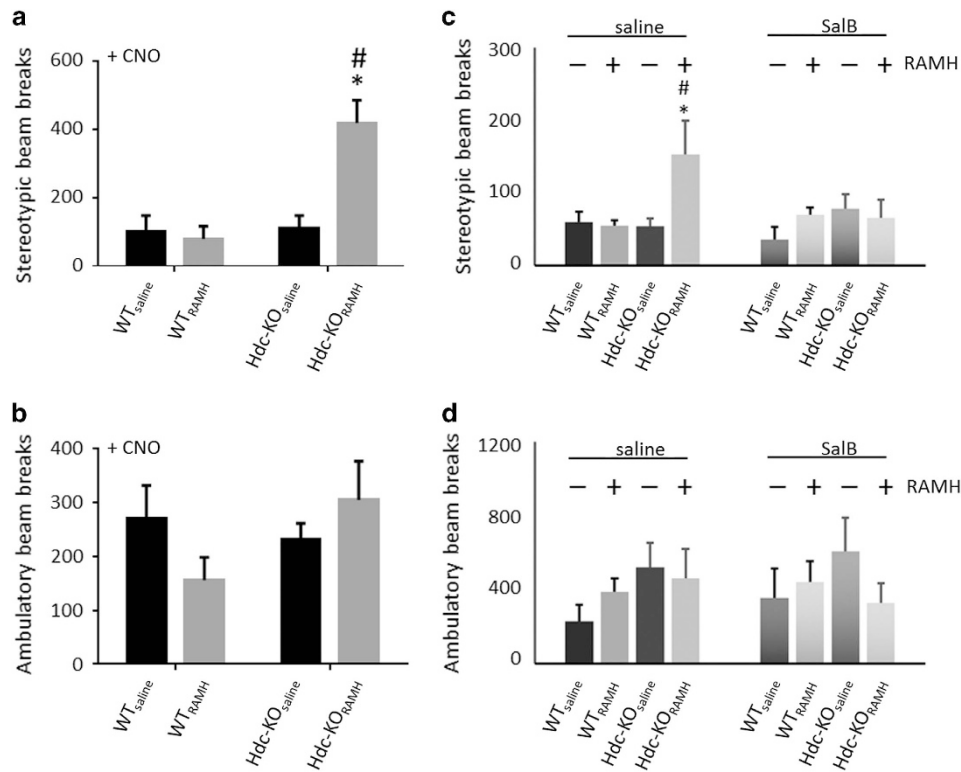 a
+ CNO
#
*
Stereotypic beam breaks
600
400
200
0
WTsaline
WTRAMH
Hdc-KOsaline
Hdc-KORAMH
c
saline
SalB
− + − +
− + − +
RAMH
#
*
Stereotypic beam breaks
300
200
100
0
WTsaline
WTRAMH
Hdc-KOsaline
Hdc-KORAMH
WTsaline
WTRAMH
Hdc-KOsaline
Hdc-KORAMH
b
+ CNO
Ambulatory beam breaks
400
300
200
100
0
WTsaline
WTRAMH
Hdc-KOsaline
Hdc-KORAMH
d
saline
SalB
− + − +
− + − +
RAMH
Ambulatory beam breaks
1200
800
400
0
WTsaline
WTRAMH
Hdc-KOsaline
Hdc-KORAMH
WTsaline
WTRAMH
Hdc-KOsaline
Hdc-KORAMH